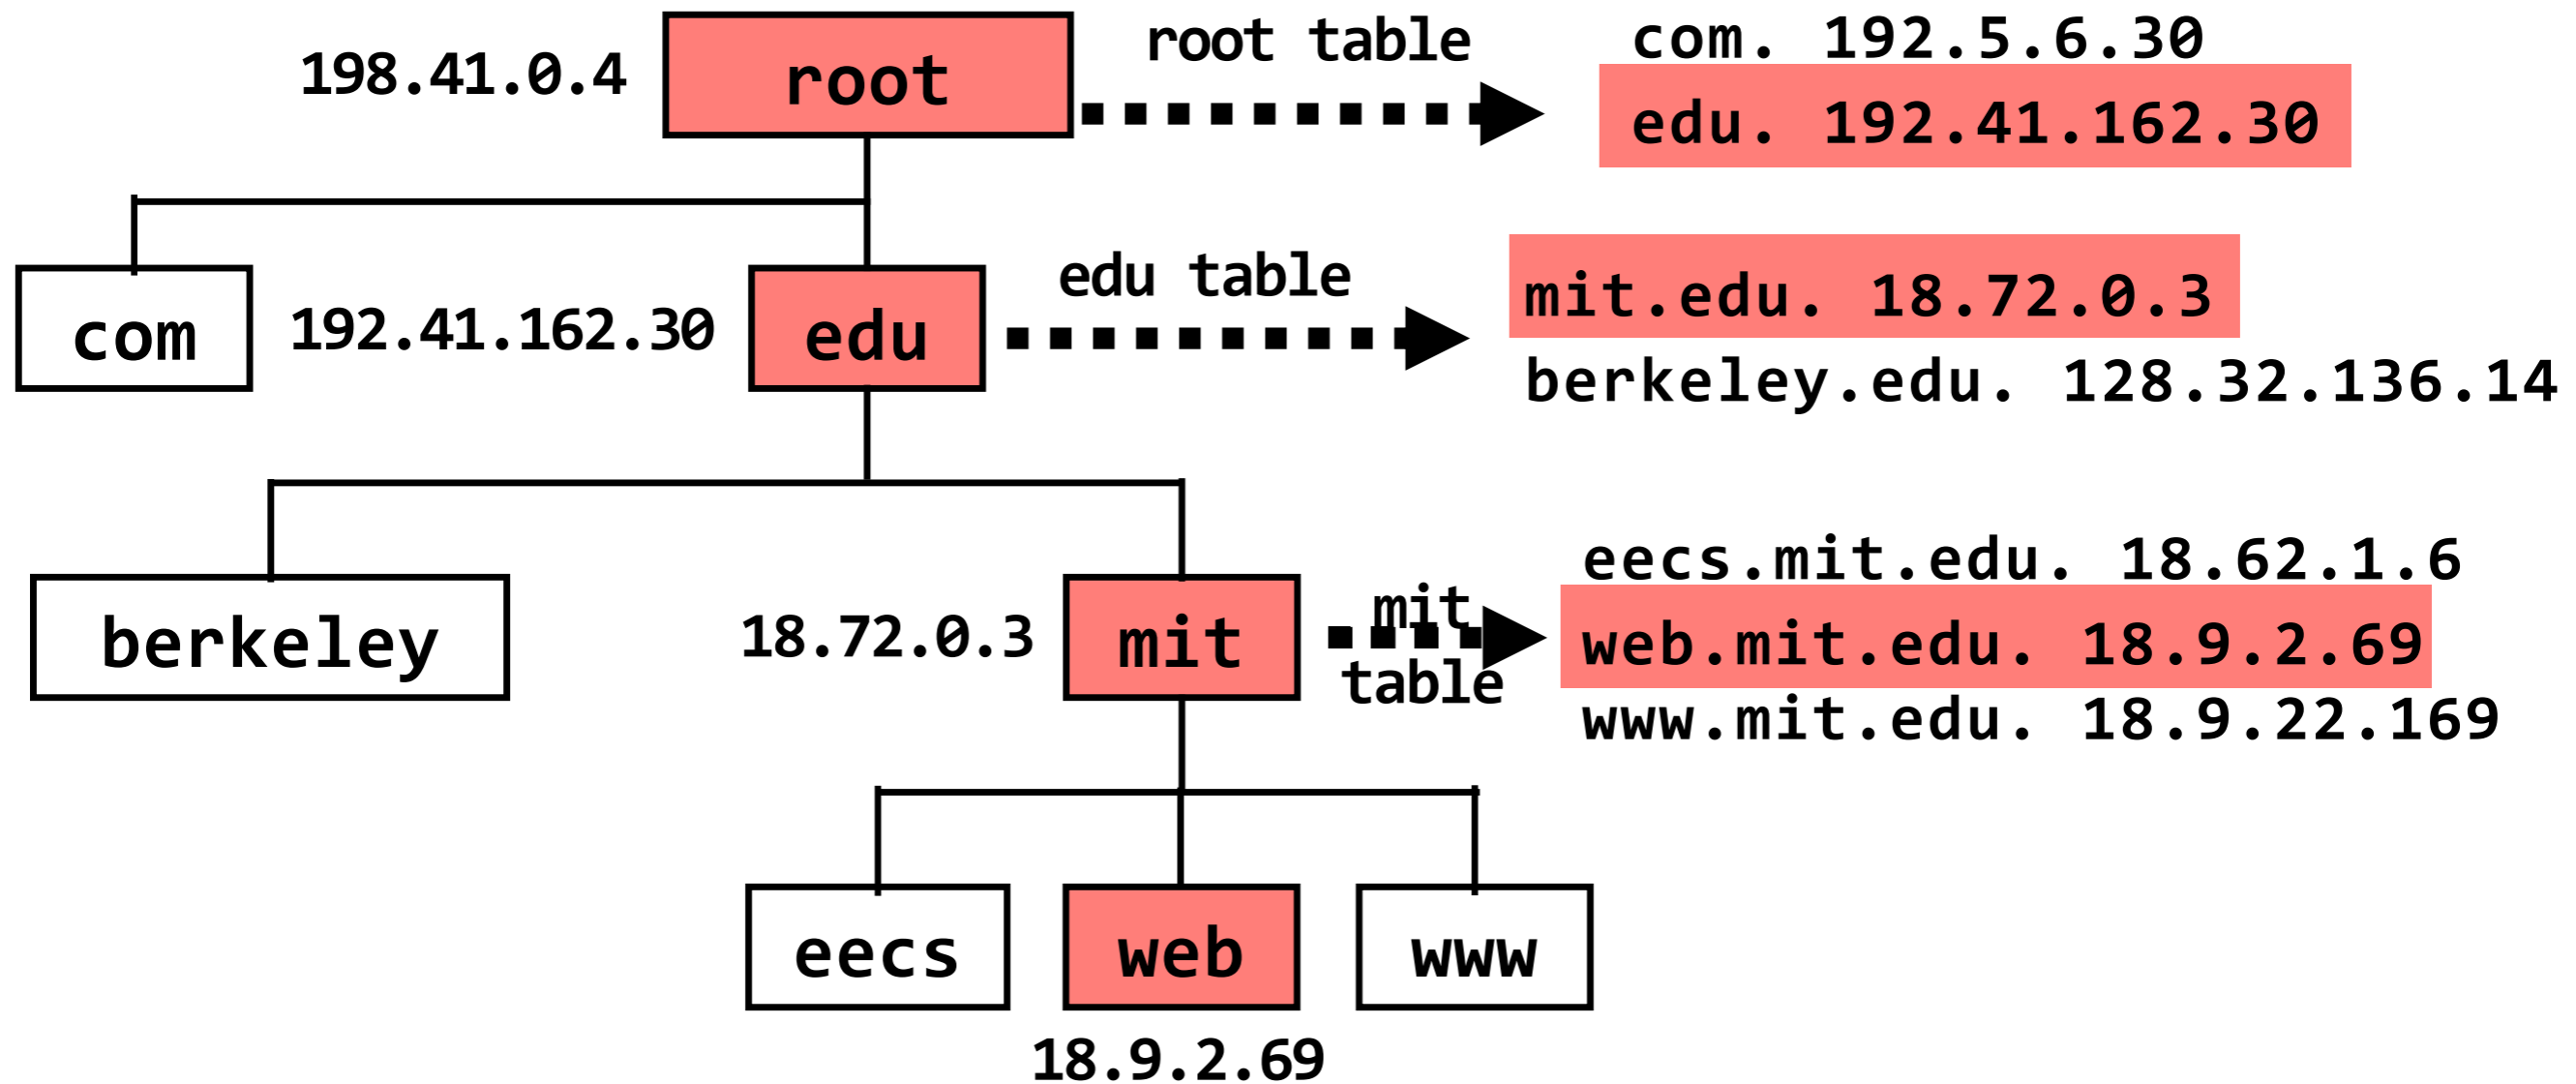 198.41.0.4
root
root table
com. 192.5.6.30
edu. 192.41.162.30
com
192.41.162.30
edu
edu table
mit.edu. 18.72.0.3
berkeley.edu. 128.32.136.14
berkeley
18.72.0.3
mit
mit
table
eecs.mit.edu. 18.62.1.6
web.mit.edu. 18.9.2.69
www.mit.edu. 18.9.22.169
eecs
web
www
18.9.2.69